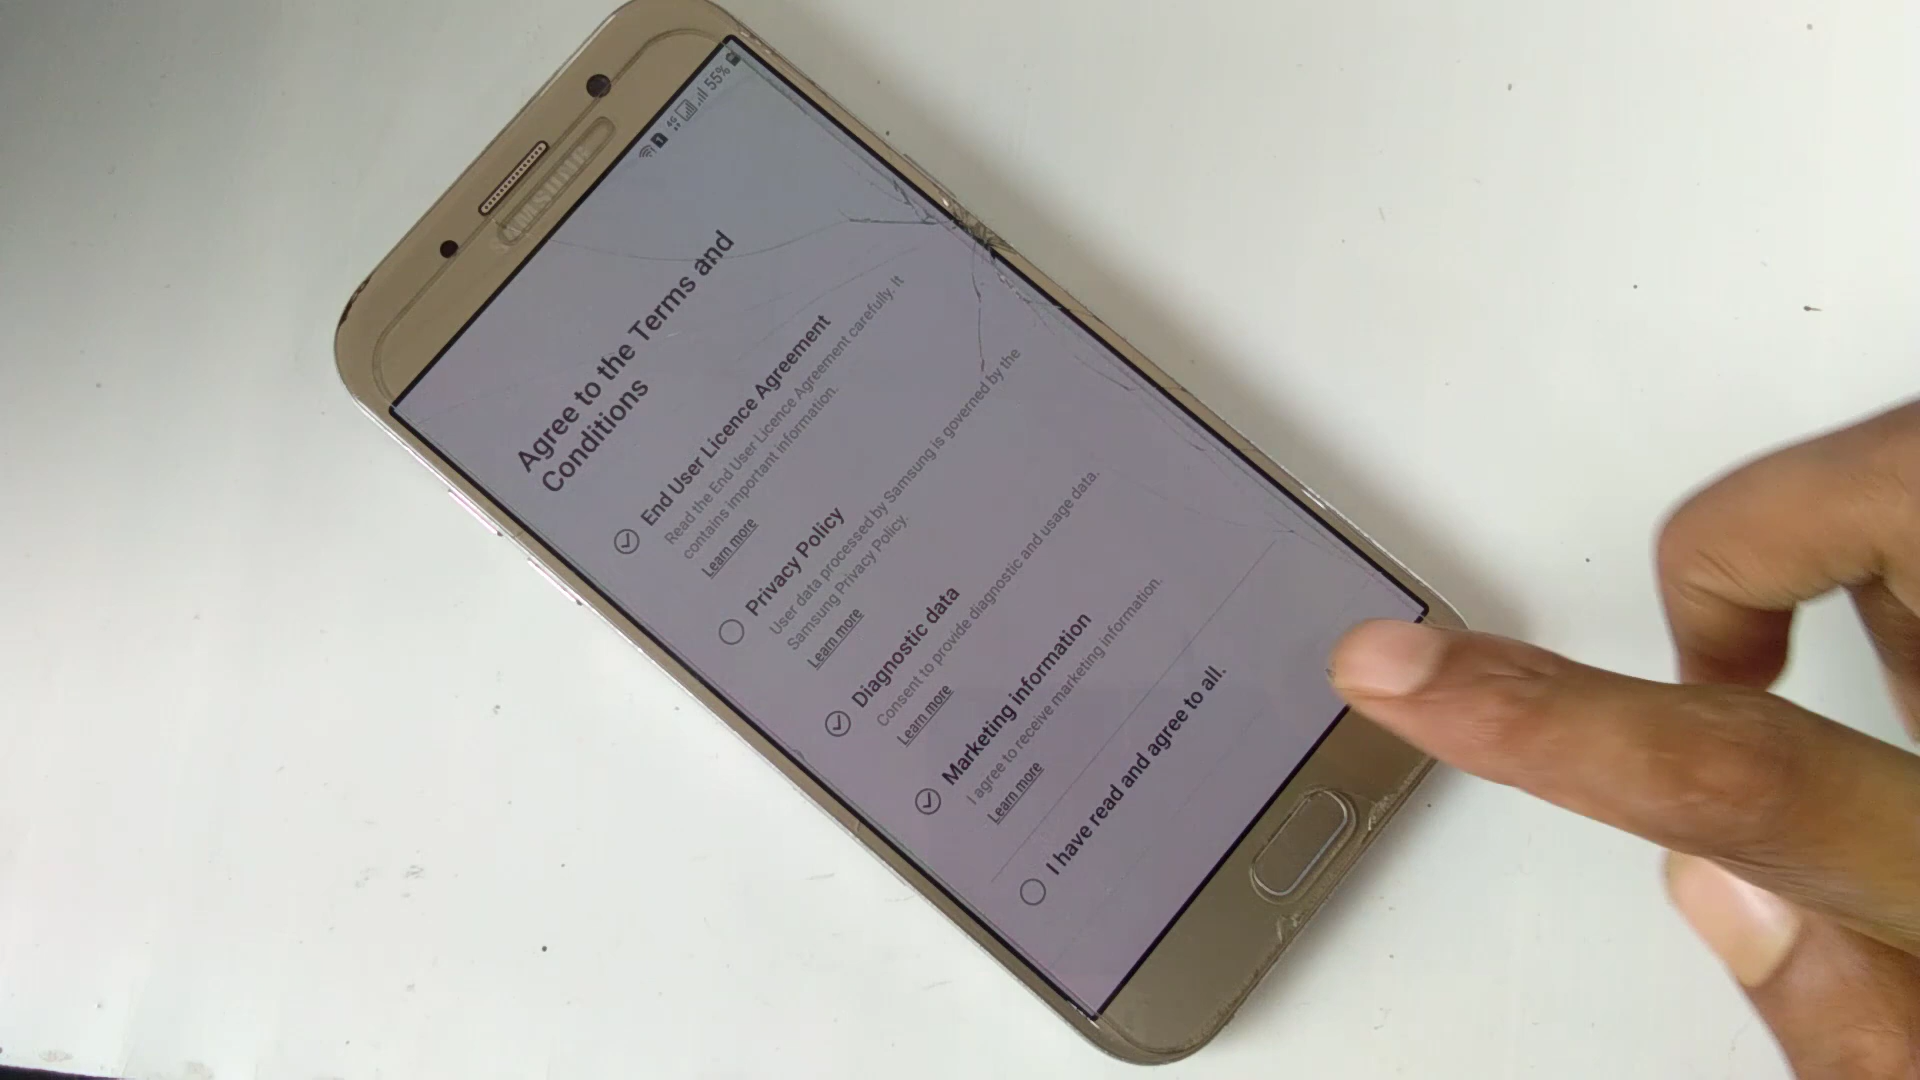 4G 55%
SAMSUNG
Agree to the Terms and
Conditions
End User Licence Agreement
Read the End User Licence Agreement carefully. It
contains important information.
Learn more
Privacy Policy
User data processed by Samsung is governed by the
Samsung Privacy Policy.
Learn more
Diagnostic data
Consent to provide diagnostic and usage data.
Learn more
Marketing information
I agree to receive marketing information.
Learn more
I have read and agree to all.